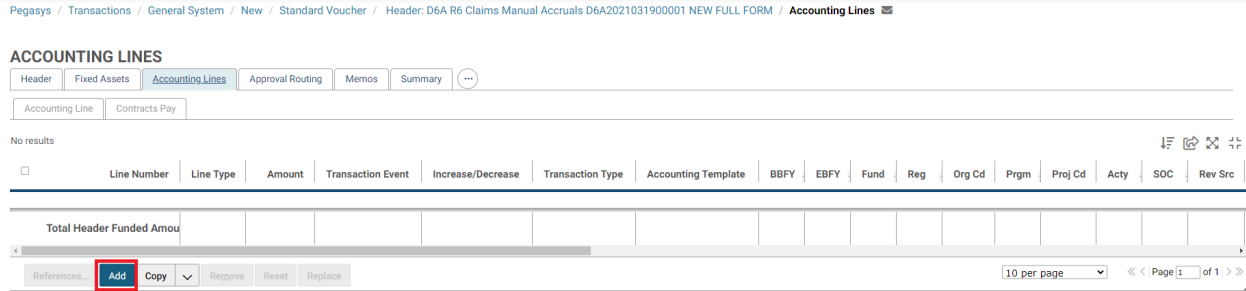 Pegasys / Transactions / General System / New / Standard Voucher / Header: D6A R6 Claims Manual Accruals D6A2021031900001 NEW FULL FORM / Accounting Lines
ACCOUNTING LINES
Header Fixed Assets Accounting Lines Approval Routing Memos Summary ...
Accounting Line Contracts Pay
No results
Line Number Line Type Amount Transaction Event Increase/Decrease Transaction Type Accounting Template BBFY EBFY Fund Reg Org Cd Prgm Proj Cd Acty SOC Rev Src
Total Header Funded Amou
References... Add Copy Remove Reset Replace 10 per page Page 1 of 1